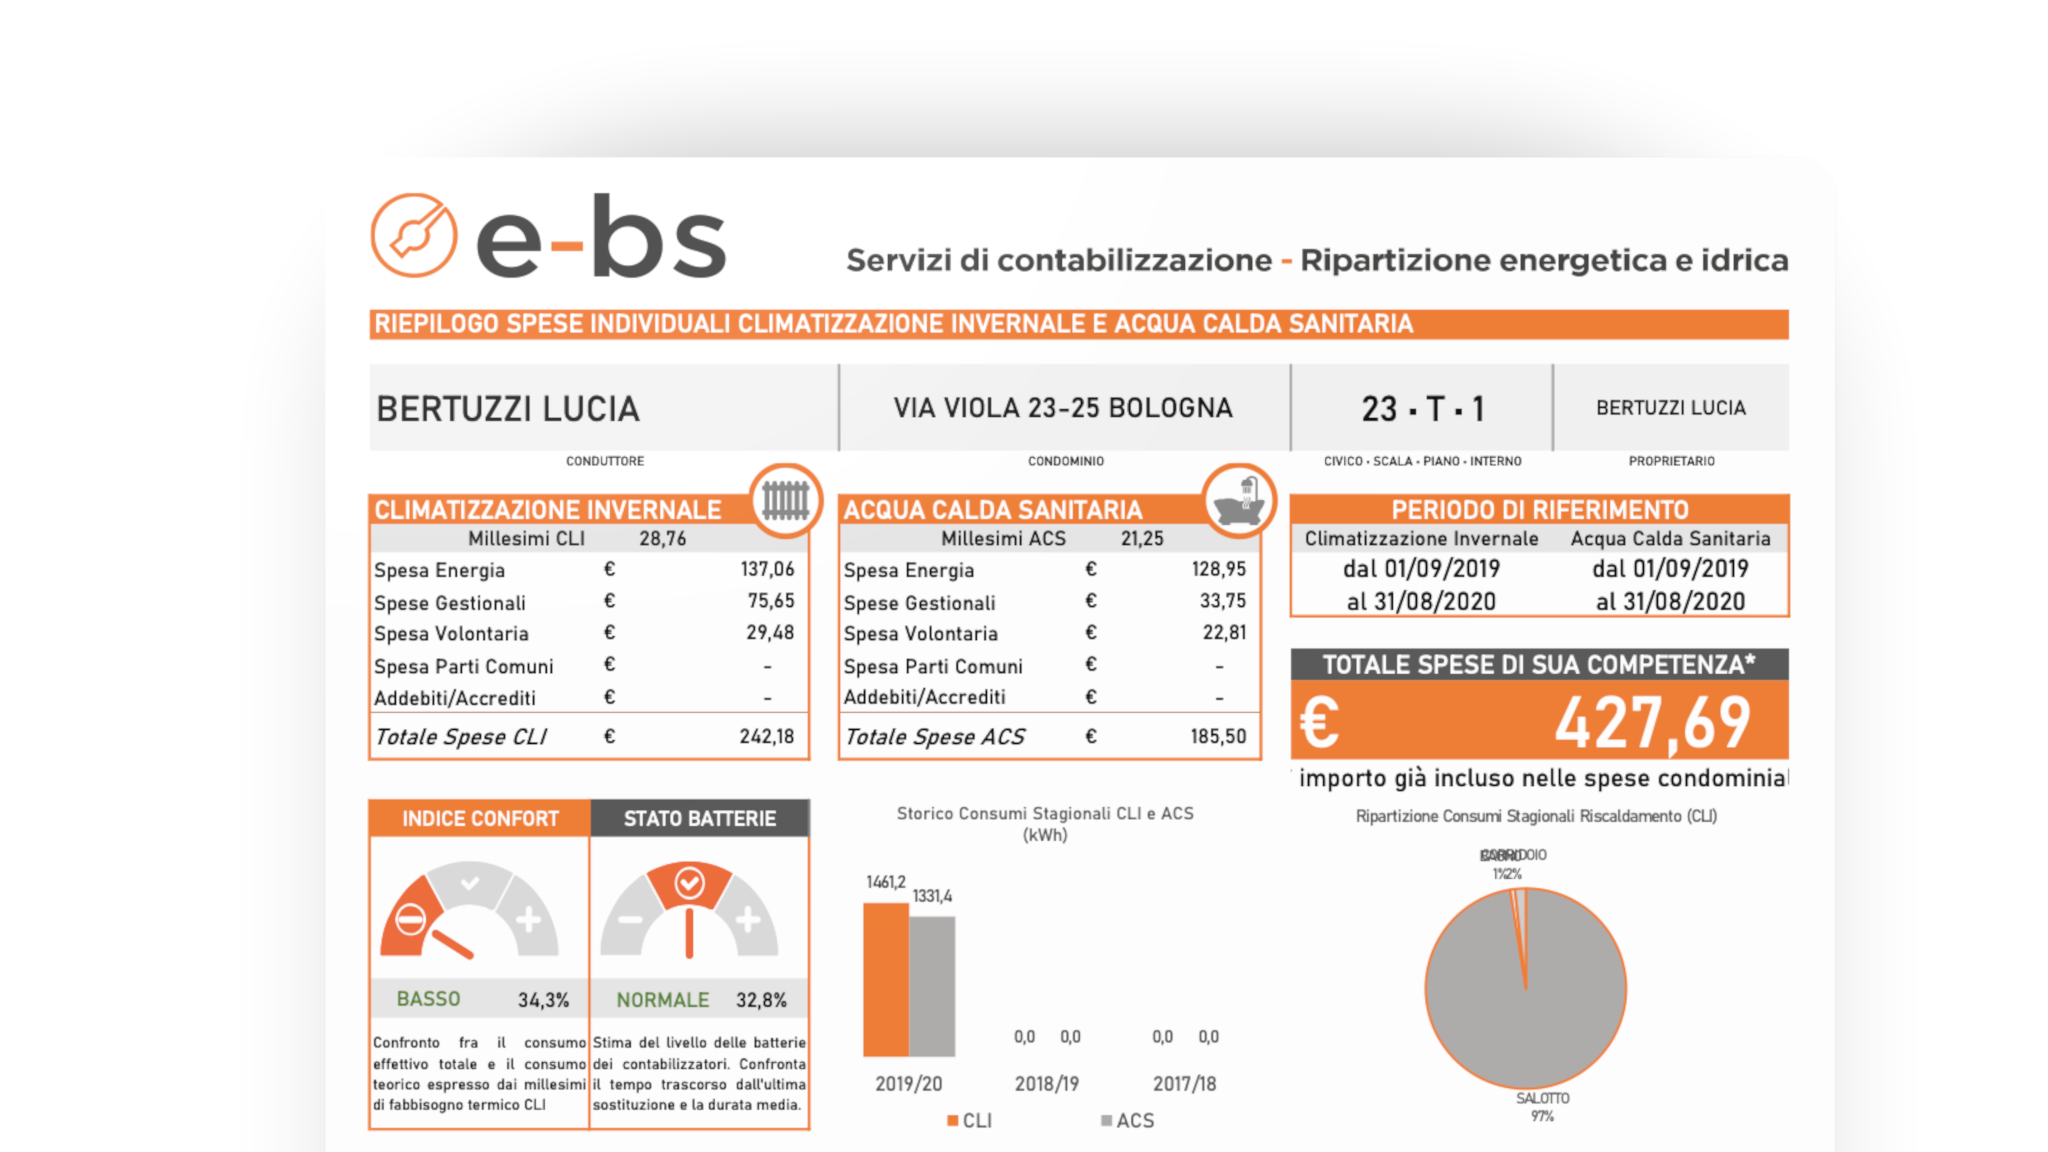 e-bs
Servizi di contabilizzazione - Ripartizione energetica e idrica
RIEPILOGO SPESE INDIVIDUALI CLIMATIZZAZIONE INVERNALE E ACQUA CALDA SANITARIA
BERTUZZI LUCIA
VIA VIOLA 23-25 BOLOGNA
23 · T · 1
BERTUZZI LUCIA
CONDUTTORE
CONDOMINIO
CIVICO · SCALA · PIANO · INTERNO
PROPRIETARIO
CLIMATIZZAZIONE INVERNALE
Millesimi CLI 28,76
Spesa Energia € 137,06
Spese Gestionali € 75,65
Spesa Volontaria € 29,48
Spesa Parti Comuni € -
Addebiti/Accrediti € -
Totale Spese CLI € 242,18
ACQUA CALDA SANITARIA
Millesimi ACS 21,25
Spesa Energia € 128,95
Spese Gestionali € 33,75
Spesa Volontaria € 22,81
Spesa Parti Comuni € -
Addebiti/Accrediti € -
Totale Spese ACS € 185,50
PERIODO DI RIFERIMENTO
Climatizzazione Invernale Acqua Calda Sanitaria
dal 01/09/2019 dal 01/09/2019
al 31/08/2020 al 31/08/2020
TOTALE SPESE DI SUA COMPETENZA*
€ 427,69
importo già incluso nelle spese condominial
INDICE CONFORT
BASSO 34,3%
Confronto fra il consumo
effettivo totale e il consumo
teorico espresso dai millesimi
di fabbisogno termico CLI
STATO BATTERIE
NORMALE 32,8%
Stima del livello delle batterie
dei contabilizzatori. Confronta
il tempo trascorso dall'ultima
sostituzione e la durata media.
Storico Consumi Stagionali CLI e ACS
(kWh)
1461,2
1331,4
0,0 0,0
0,0 0,0
2019/20
2018/19
2017/18
CLI
ACS
Ripartizione Consumi Stagionali Riscaldamento (CLI)
CORRIDOIO
1% 2%
SALOTTO
97%